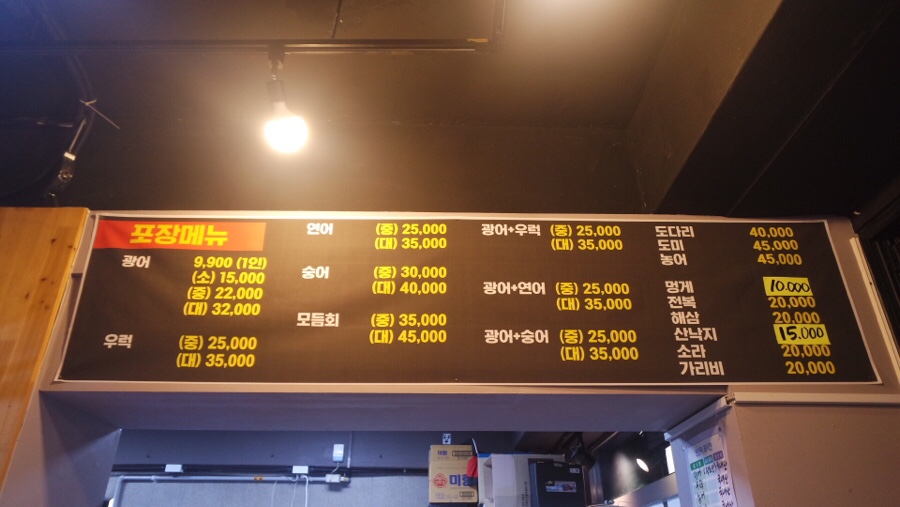 포장메뉴
광어 9,900 (1인)
(소) 15,000
(중) 22,000
(대) 32,000
우럭 (중) 25,000
(대) 35,000
연어 (중) 25,000
(대) 35,000
숭어 (중) 30,000
(대) 40,000
모듬회 (중) 35,000
(대) 45,000
광어+우럭 (중) 25,000
(대) 35,000
광어+연어 (중) 25,000
(대) 35,000
광어+숭어 (중) 25,000
(대) 35,000
도다리 40,000
도미 45,000
농어 45,000
멍게 10.000
전복 20,000
해삼 20,000
산낙지 15.000
소라 20,000
가리비 20,000
미향